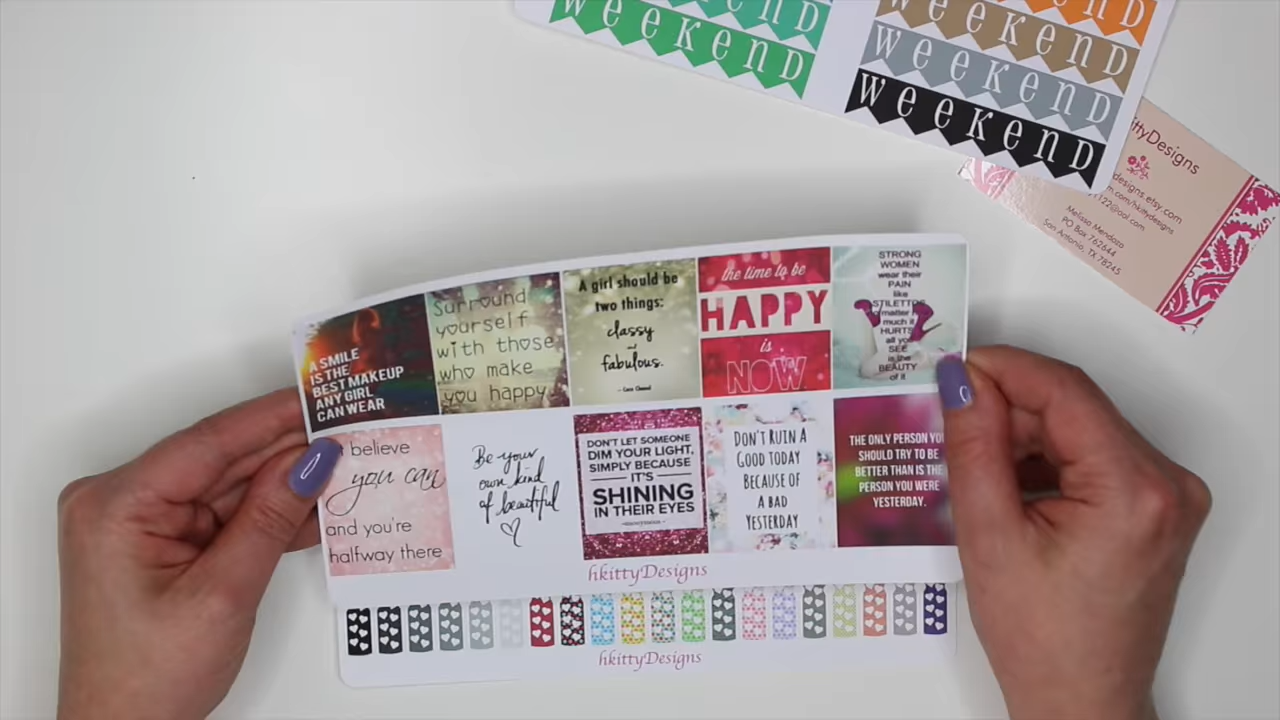 WEEKEND
WEEKEND
WEEKEND
WEEKEND
WEEKEND
Designs
designs.etsy.com
Melissa Mendoza
PO Box 762644
San Antonio, TX 78245
A SMILE
IS THE
BEST MAKEUP
ANY GIRL
CAN WEAR
Surround
yourself
with those
who make
you happy
A girl should be
two things:
classy
and
fabulous.
- Coco Chanel
the time to be
HAPPY
is
NOW
STRONG
WOMEN
wear their
PAIN
like
STILETTOS
matter
much it
HURTS
all you
SEE
is the
BEAUTY
of it
believe
you can
and you're
halfway there
Be your
own kind
of beautiful
DON'T LET SOMEONE
DIM YOUR LIGHT,
SIMPLY BECAUSE
IT'S
SHINING
IN THEIR EYES
~anonymous~
DON'T RUIN A
GOOD TODAY
BECAUSE OF
A BAD
YESTERDAY
THE ONLY PERSON YOU
SHOULD TRY TO BE
BETTER THAN IS THE
PERSON YOU WERE
YESTERDAY.
hkittyDesigns
hkittyDesigns